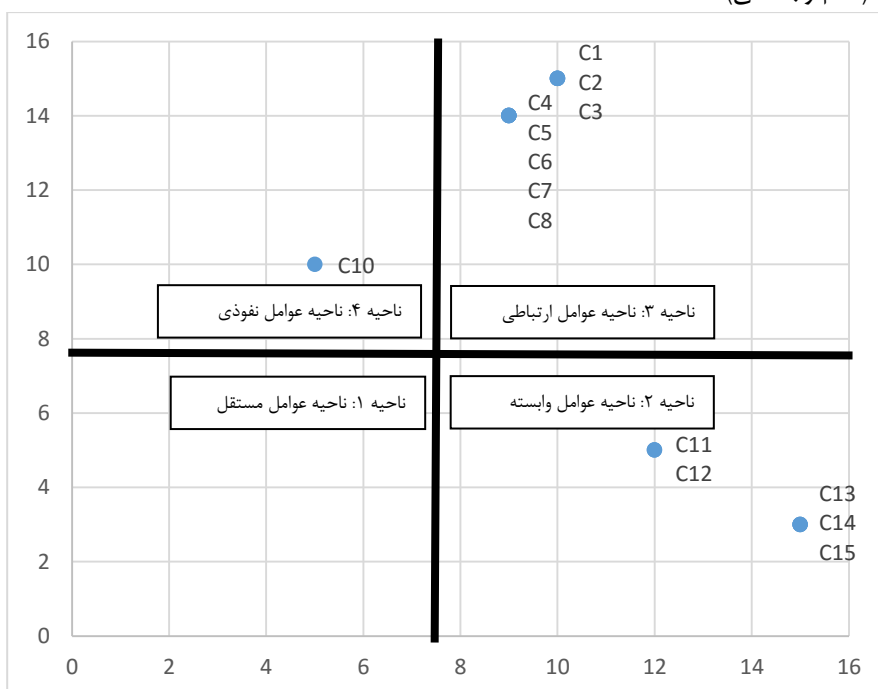 16
C1
C2
C3
14
C4
C5
C6
C7
C8
12
10
C10
ناحیه ۴: ناحیه عوامل نفوذی
ناحیه ۳: ناحیه عوامل ارتباطی
8
ناحیه ۱: ناحیه عوامل مستقل
ناحیه ۲: ناحیه عوامل وابسته
6
C11
C12
4
C13
C14
C15
2
0
0 2 4 6 8 10 12 14 16